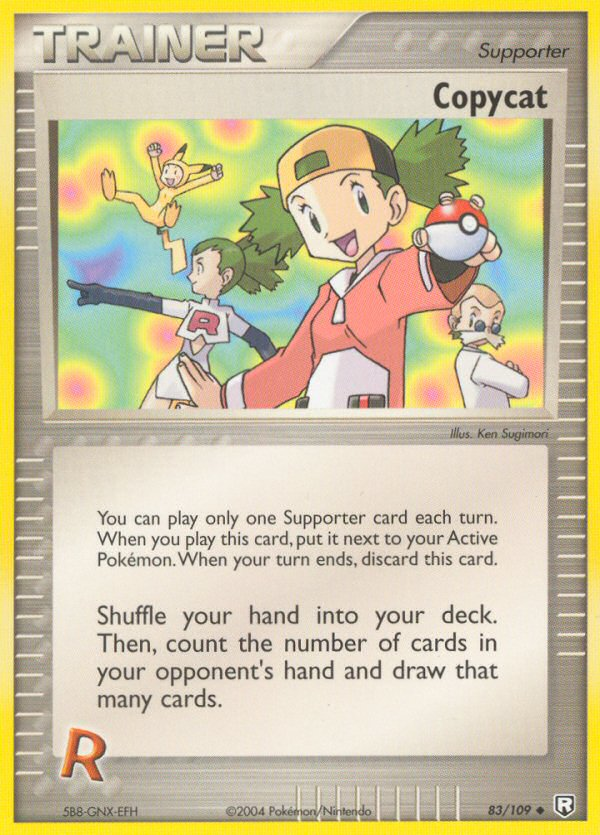 TRAINER
Supporter
Copycat
R
Illus. Ken Sugimori
You can play only one Supporter card each turn.
When you play this card, put it next to your Active
Pokémon. When your turn ends, discard this card.
Shuffle your hand into your deck.
Then, count the number of cards in
your opponent's hand and draw that
many cards.
R
5B8-GNX-EFH
©2004 Pokémon/Nintendo
83/109
R